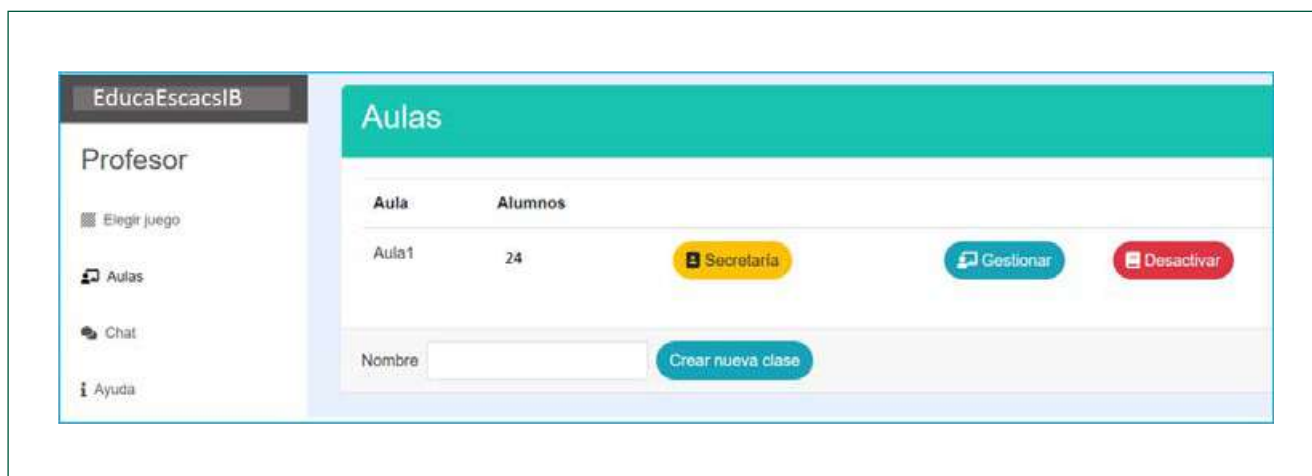 EducaEscacsIB
Profesor
Elegir juego
Aulas
Chat
Ayuda
Aulas
Aula Alumnos
Aula1 24 Secretaría Gestionar Desactivar
Nombre Crear nueva clase